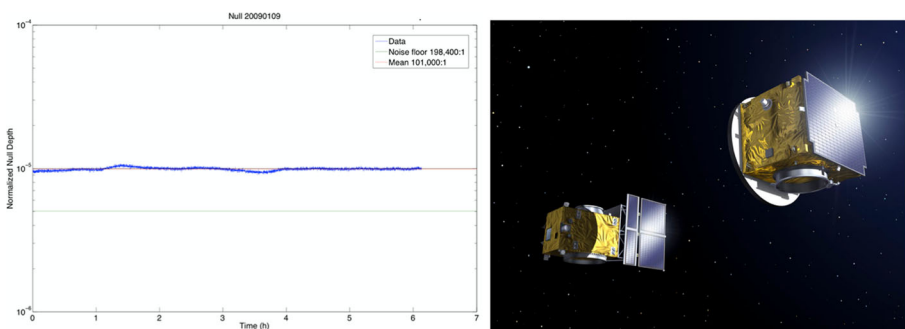 Null 20090109
10^-4
Data
Noise floor 198,400:1
Mean 101,000:1
Normalized Null Depth
10^-5
10^-6
0 1 2 3 4 5 6 7
Time (h)